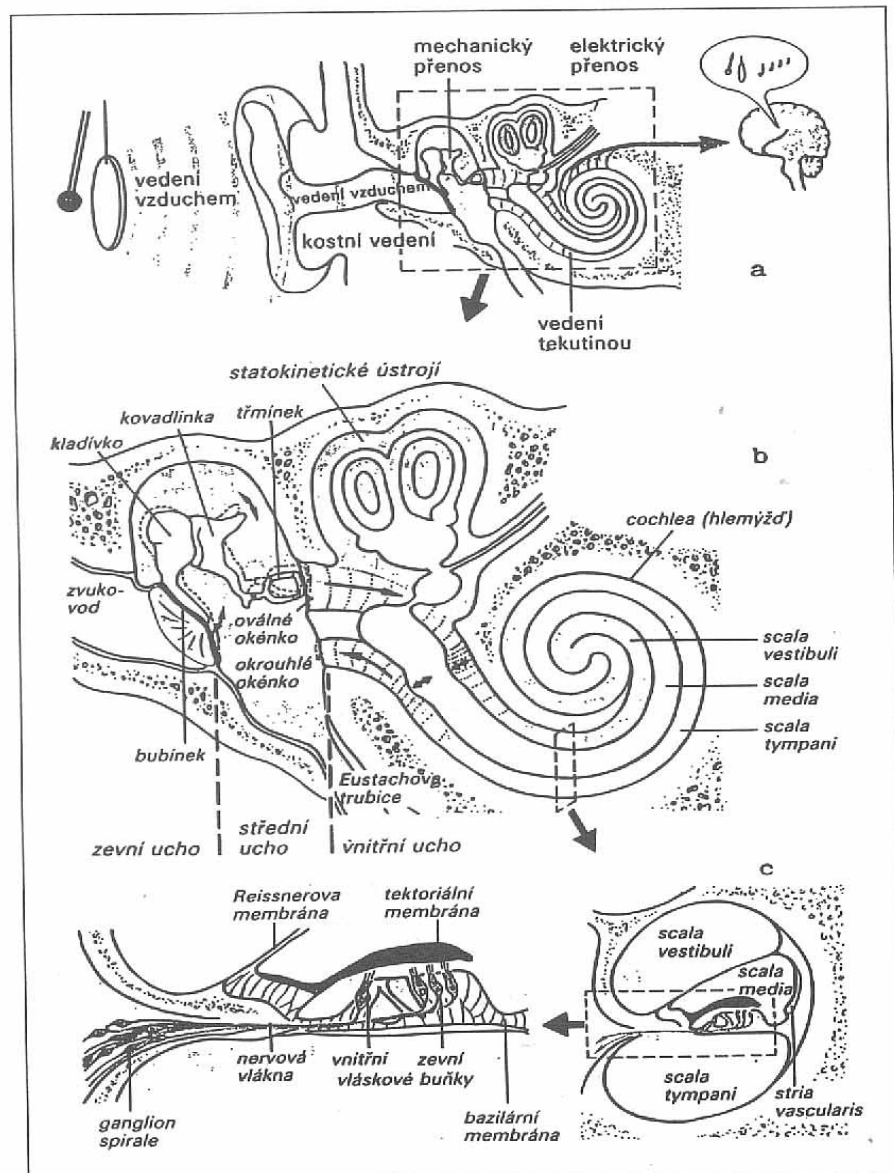 mechanický
přenos
elektrický
přenos
vedení
vzduchem
vedení vzduchem
kostní vedení
a
vedení
tekutinou
statokinetické ústrojí
kovadlinka
třmínek
kladívko
b
cochlea (hlemýžď)
zvuko-
vod
oválné
okénko
okrouhlé
okénko
scala
vestibuli
scala
media
scala
tympani
bubínek
Eustachova
trubice
zevní ucho
střední
ucho
vnitřní ucho
c
Reissnerova
membrána
tektoriální
membrána
scala
vestibuli
scala
media
nervová
vlákna
vnitřní zevní
vláskové buňky
ganglion
spirale
bazilární
membrána
scala
tympani
stria
vascularis